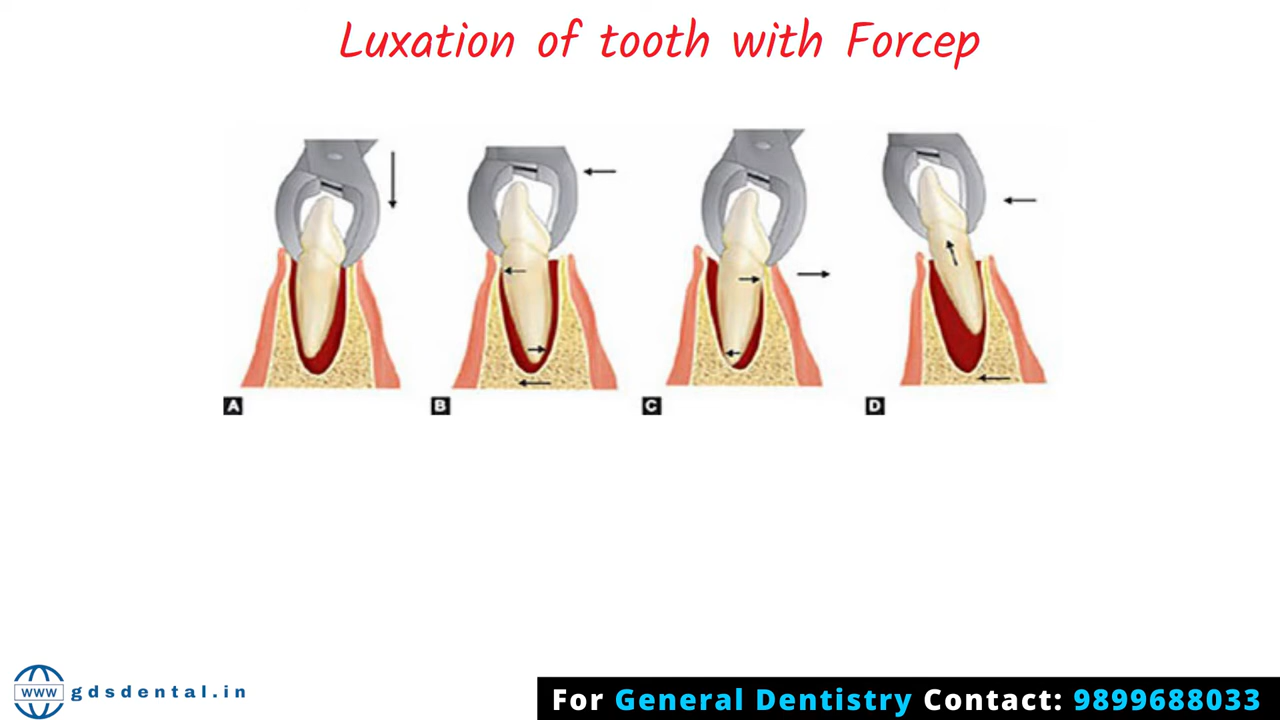 Luxation of tooth with Forcep
A
B
C
D
www gdsdental.in
For General Dentistry Contact: 9899688033